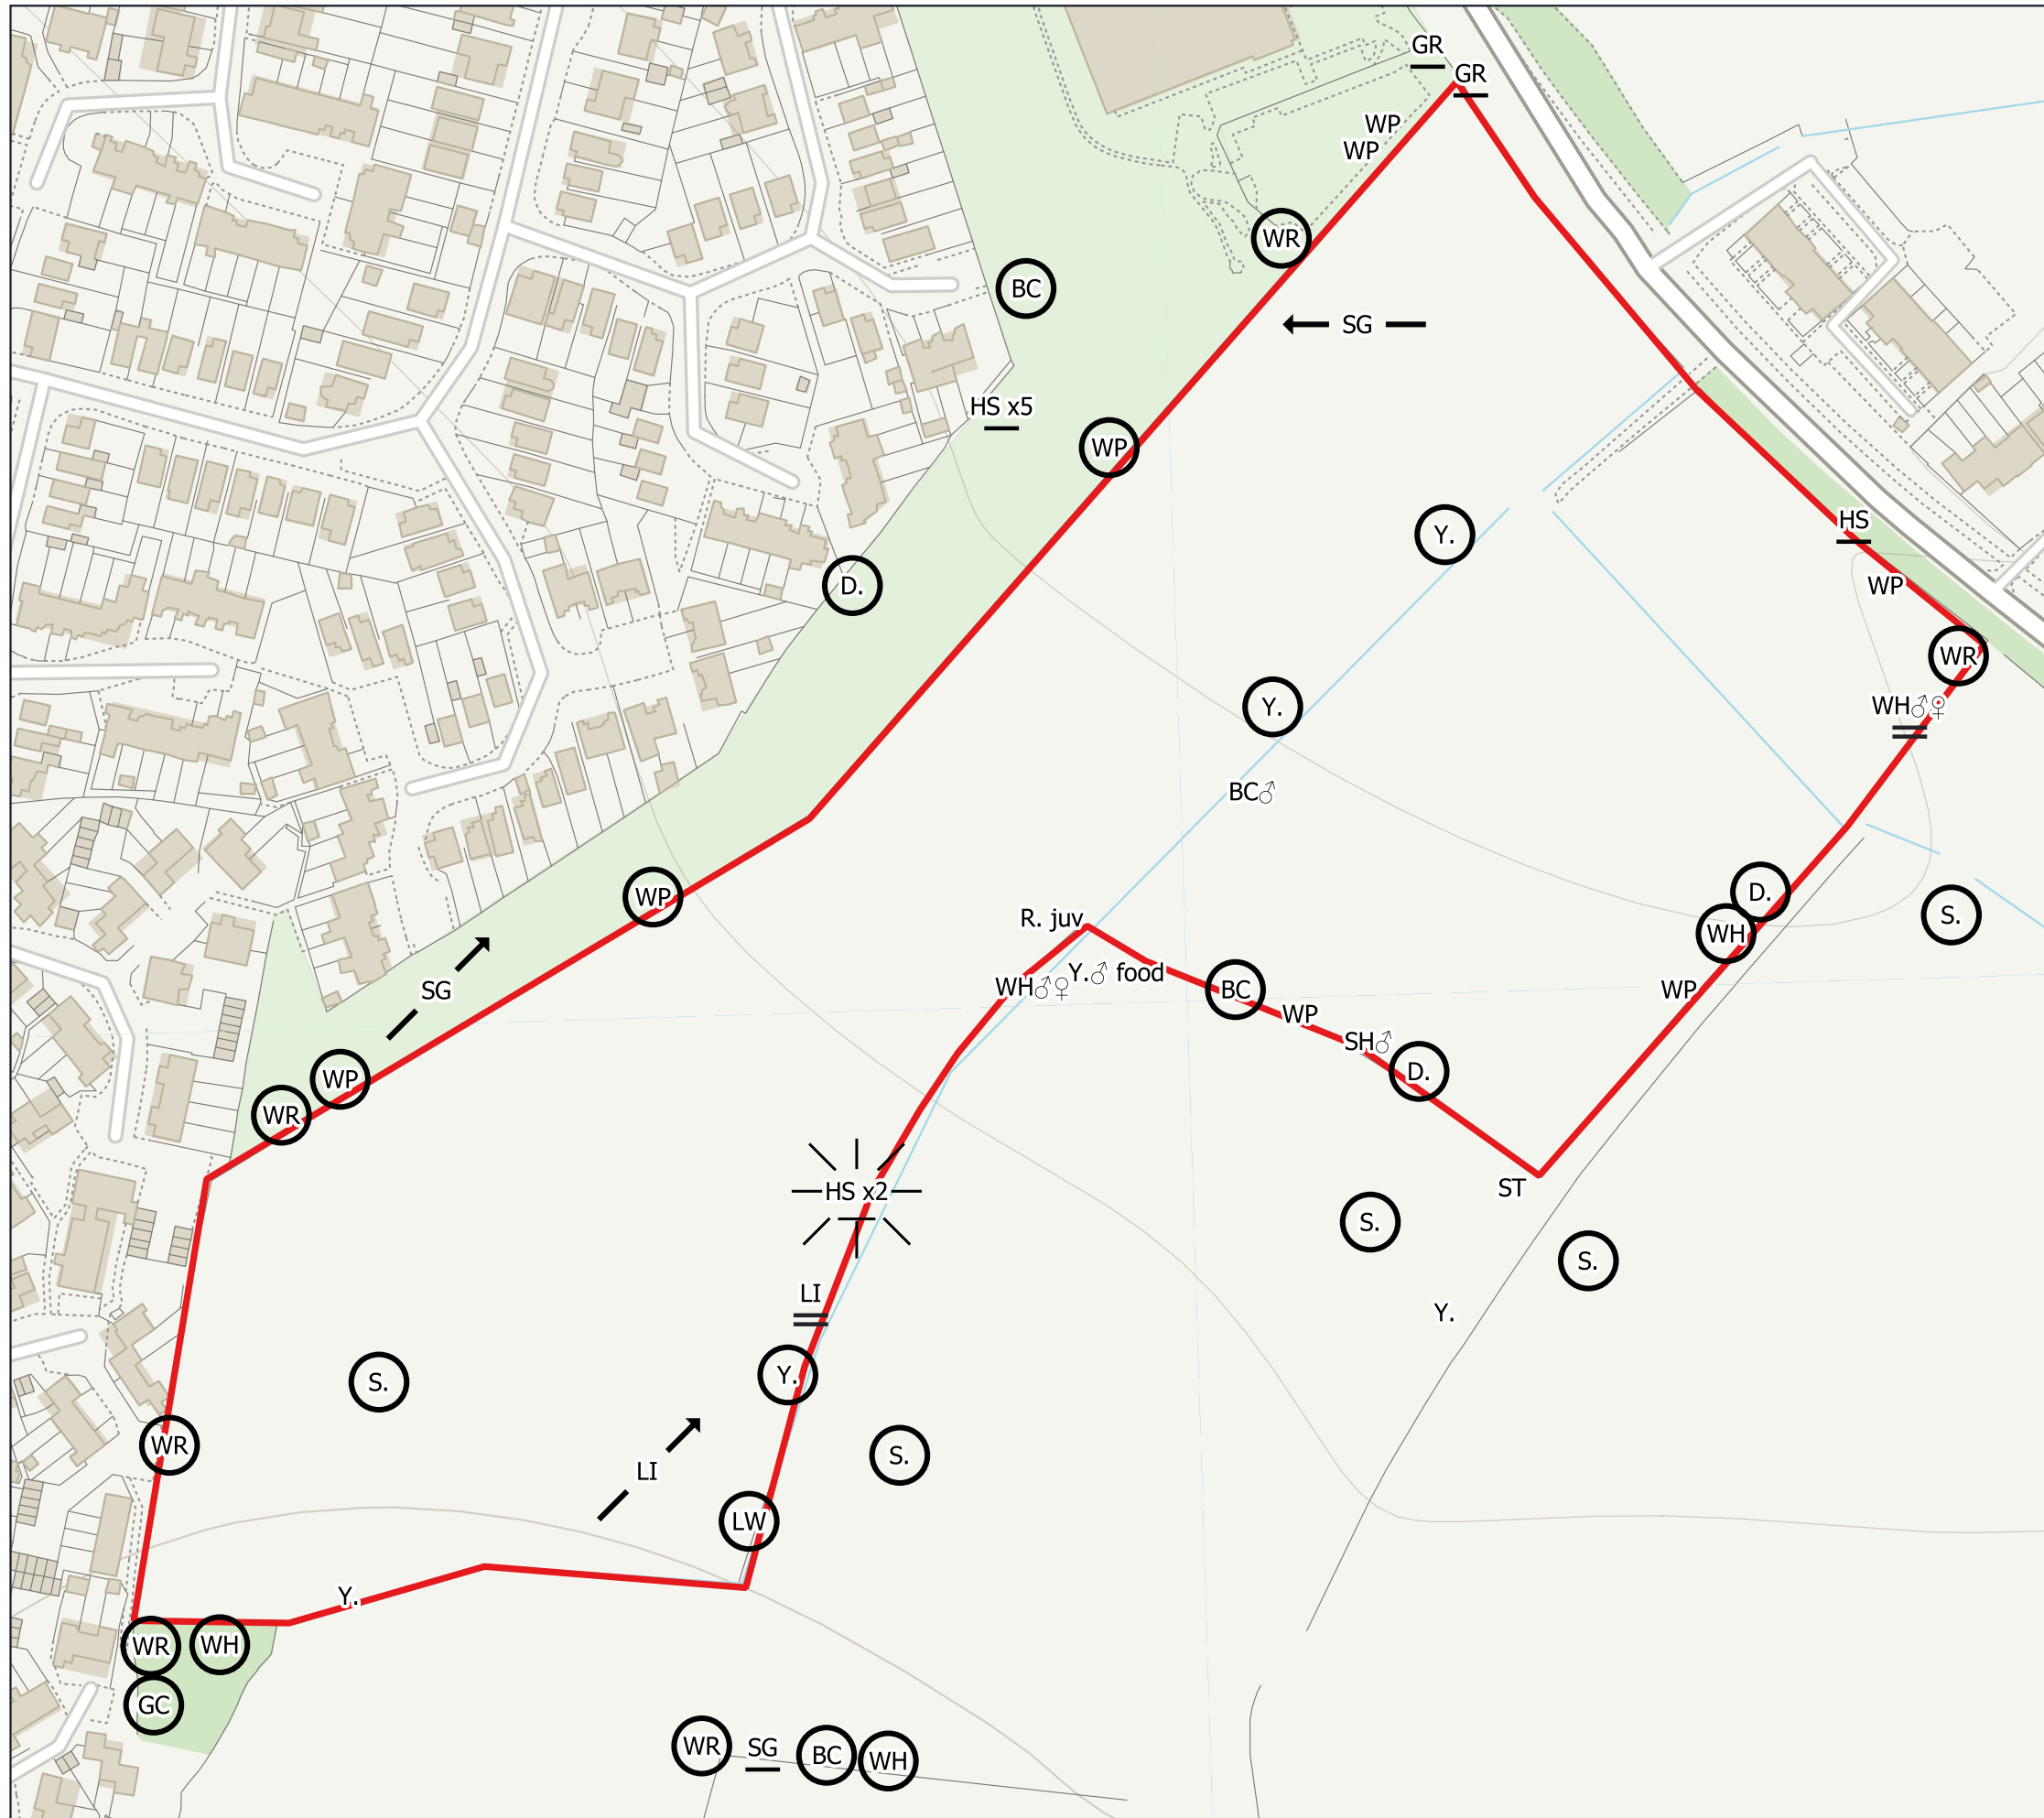 GR
GR
WP
WP
WR
BC
SG
HS x5
WP
HS
Y.
D.
WP
WR
Y.
WH♂♀
BC♂
WP
D.
S.
R. juv
WH
Y.♂ food
WH♂♀
BC
SG
WP
WP
SH♂
D.
WP
WR
ST
HS x2
S.
S.
LI
Y.
Y.
S.
WR
S.
LI
LW
Y.
WR
WH
GC
WR
SG
BC
WH